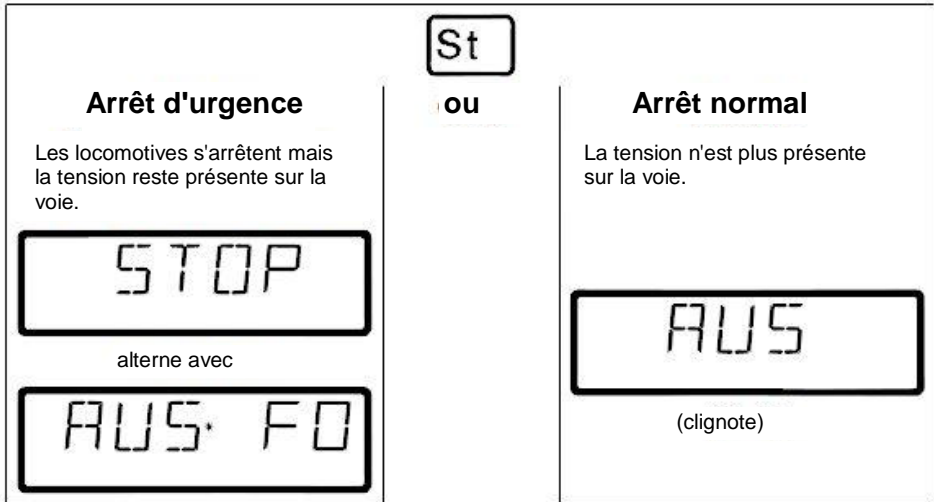 St
Arrêt d'urgence
ou
Arrêt normal
Les locomotives s'arrêtent mais
la tension reste présente sur la
voie.
STOP
alterne avec
AUS* F0
La tension n'est plus présente
sur la voie.
AUS
(clignote)